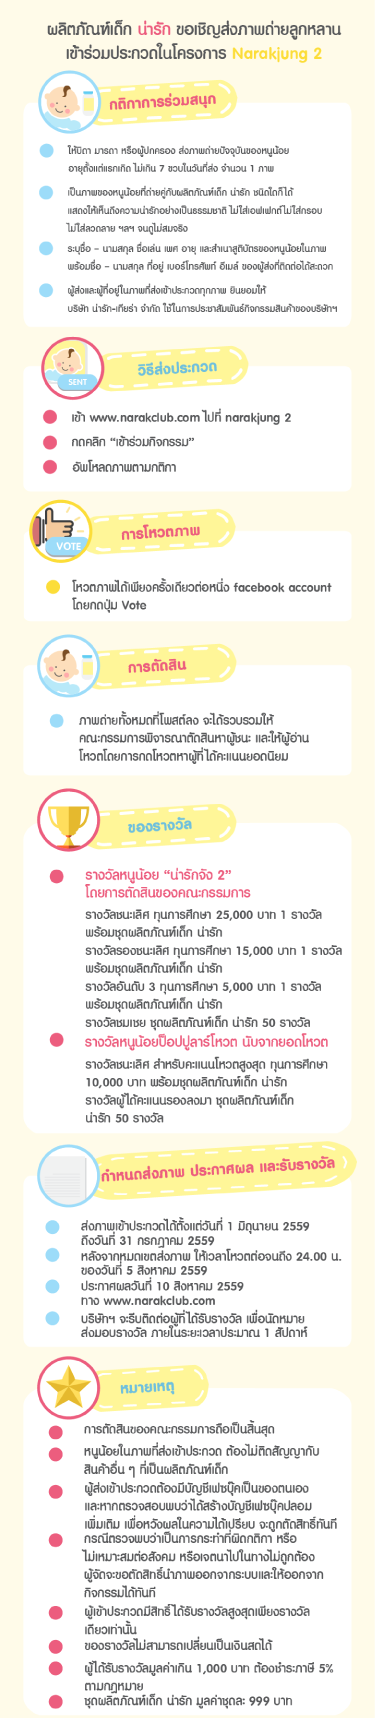 ผลิตภัณฑ์เด็ก น่ารัก ขอเชิญส่งภาพถ่ายลูกหลาน
เข้าร่วมประกวดในโครงการ Narakjung 2
กติกาการร่วมสนุก
ให้บิดา มารดา หรือผู้ปกครอง ส่งภาพถ่ายปัจจุบันของหนูน้อย
อายุตั้งแต่แรกเกิด ไม่เกิน 7 ขวบในวันที่ส่ง จำนวน 1 ภาพ
เป็นภาพของหนูน้อยที่ถ่ายคู่กับผลิตภัณฑ์เด็ก น่ารัก ชนิดใดก็ได้
แสดงให้เห็นถึงความน่ารักอย่างเป็นธรรมชาติ ไม่ใส่เอฟเฟกต์ ไม่ใส่กรอบ
ไม่ใส่ลวดลาย ฯลฯ จนดูไม่สมจริง
ระบุชื่อ – นามสกุล ชื่อเล่น เพศ อายุ และสำเนาสูติบัตรของหนูน้อยในภาพ
พร้อมชื่อ – นามสกุล ที่อยู่ เบอร์โทรศัพท์ อีเมล์ ของผู้ส่งที่ติดต่อได้สะดวก
ผู้ส่งและผู้ที่อยู่ในภาพที่ส่งเข้าประกวดทุกภาพ ยินยอมให้
บริษัท น่ารัก-เกียร่า จำกัด ใช้ในการประชาสัมพันธ์กิจกรรมสินค้าของบริษัทฯ
SENT
วิธีส่งประกวด
เข้า www.narakclub.com ไปที่ narakjung 2
กดคลิก “เข้าร่วมกิจกรรม”
อัพโหลดภาพตามกติกา
VOTE
การโหวตภาพ
โหวตภาพได้เพียงครั้งเดียวต่อหนึ่ง facebook account
โดยกดปุ่ม Vote
การตัดสิน
ภาพถ่ายทั้งหมดที่โพสต์ลง จะได้รวบรวมให้
คณะกรรมการพิจารณาตัดสินหาผู้ชนะ และให้ผู้อ่าน
โหวตโดยการกดโหวตหาผู้ที่ได้คะแนนยอดนิยม
ของรางวัล
รางวัลหนูน้อย “น่ารักจัง 2”
โดยการตัดสินของคณะกรรมการ
รางวัลชนะเลิศ ทุนการศึกษา 25,000 บาท 1 รางวัล
พร้อมชุดผลิตภัณฑ์เด็ก น่ารัก
รางวัลรองชนะเลิศ ทุนการศึกษา 15,000 บาท 1 รางวัล
พร้อมชุดผลิตภัณฑ์เด็ก น่ารัก
รางวัลอันดับ 3 ทุนการศึกษา 5,000 บาท 1 รางวัล
พร้อมชุดผลิตภัณฑ์เด็ก น่ารัก
รางวัลชมเชย ชุดผลิตภัณฑ์เด็ก น่ารัก 50 รางวัล
รางวัลหนูน้อยป็อปปูลาร์โหวต นับจากยอดโหวต
รางวัลชนะเลิศ สำหรับคะแนนโหวตสูงสุด ทุนการศึกษา
10,000 บาท พร้อมชุดผลิตภัณฑ์เด็ก น่ารัก
รางวัลผู้ได้คะแนนรองลงมา ชุดผลิตภัณฑ์เด็ก
น่ารัก 50 รางวัล
กำหนดส่งภาพ ประกาศผล และรับรางวัล
ส่งภาพเข้าประกวดได้ตั้งแต่วันที่ 1 มิถุนายน 2559
ถึงวันที่ 31 กรกฎาคม 2559
หลังจากหมดเขตส่งภาพ ให้เวลาโหวตต่อจนถึง 24.00 น.
ของวันที่ 5 สิงหาคม 2559
ประกาศผลวันที่ 10 สิงหาคม 2559
ทาง www.narakclub.com
บริษัทฯ จะรีบติดต่อผู้ที่ได้รับรางวัล เพื่อนัดหมาย
ส่งมอบรางวัล ภายในระยะเวลาประมาณ 1 สัปดาห์
หมายเหตุ
การตัดสินของคณะกรรมการถือเป็นสิ้นสุด
หนูน้อยในภาพที่ส่งเข้าประกวด ต้องไม่ติดสัญญากับ
สินค้าอื่น ๆ ที่เป็นผลิตภัณฑ์เด็ก
ผู้ส่งเข้าประกวดต้องมีบัญชีเฟซบุ๊คเป็นของตนเอง
และหากตรวจสอบพบว่าได้สร้างบัญชีเฟซบุ๊คปลอม
เพิ่มเติม เพื่อหวังผลในความได้เปรียบ จะถูกตัดสิทธิ์ทันที
กรณีตรวจพบว่าเป็นการกระทำที่ผิดกติกา หรือ
ไม่เหมาะสมต่อสังคม หรือเจตนาไปในทางไม่ถูกต้อง
ผู้จัดจะขอตัดสิทธิ์นำภาพออกจากระบบและให้ออกจาก
กิจกรรมได้ทันที
ผู้เข้าประกวดมีสิทธิ์ได้รับรางวัลสูงสุดเพียงรางวัล
เดียวเท่านั้น
ของรางวัลไม่สามารถเปลี่ยนเป็นเงินสดได้
ผู้ได้รับรางวัลมูลค่าเกิน 1,000 บาท ต้องชำระภาษี 5%
ตามกฎหมาย
ชุดผลิตภัณฑ์เด็ก น่ารัก มูลค่าชุดละ 999 บาท